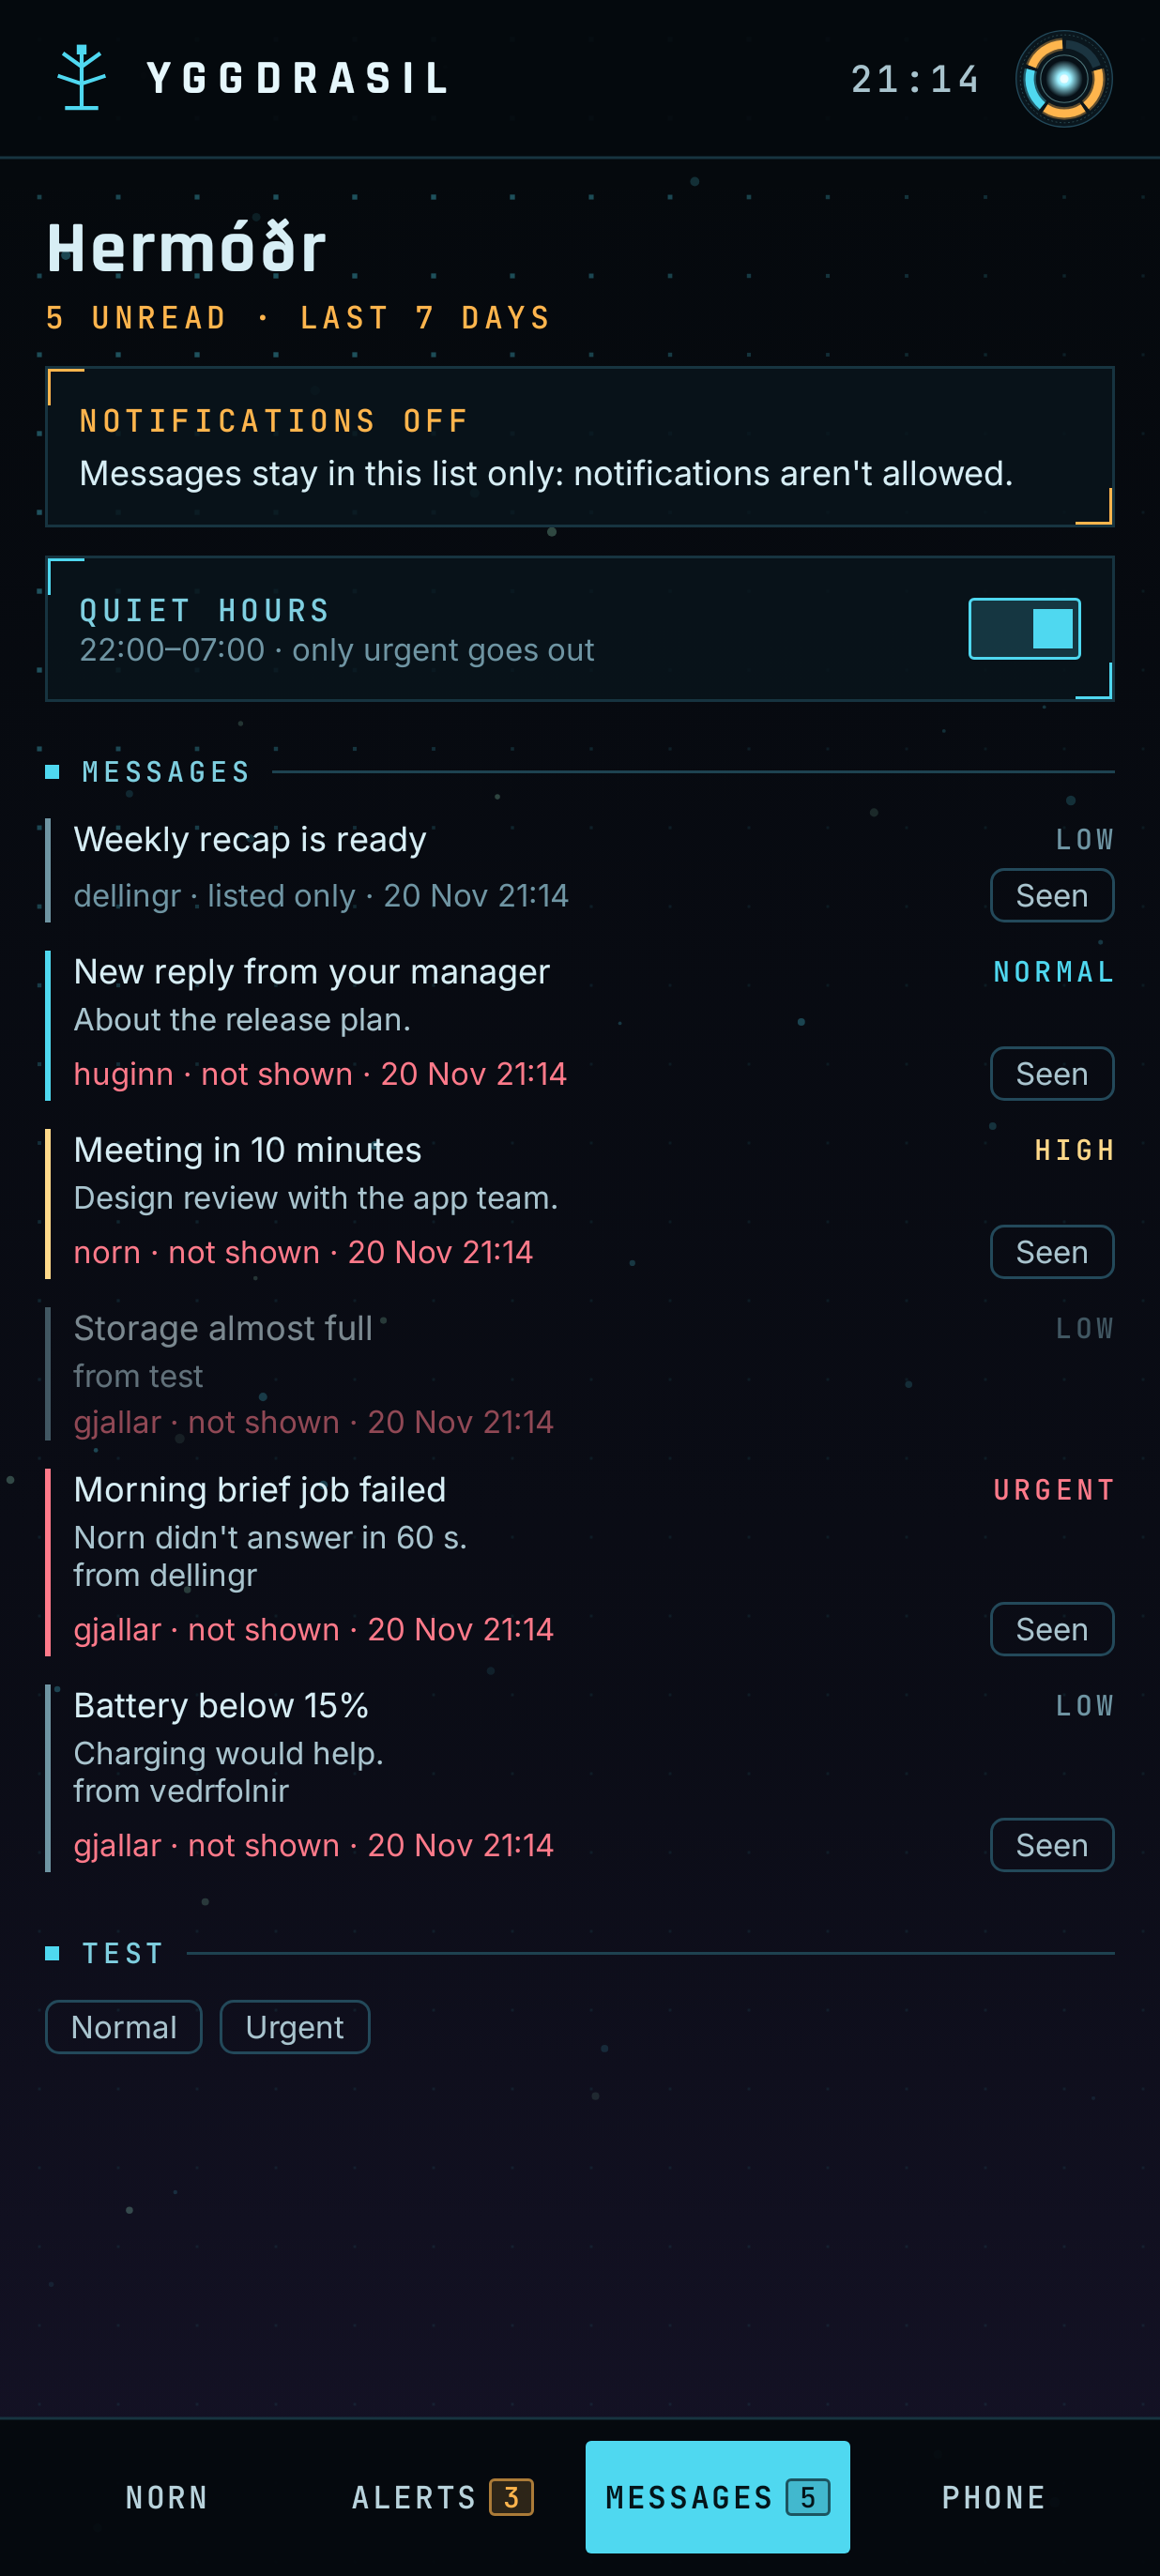 YGGDRASIL
21:14
Hermóðr
5 UNREAD · LAST 7 DAYS
NOTIFICATIONS OFF
Messages stay in this list only: notifications aren't allowed.
QUIET HOURS
22:00–07:00 · only urgent goes out
MESSAGES
Weekly recap is ready
LOW
dellingr · listed only · 20 Nov 21:14
Seen
New reply from your manager
NORMAL
About the release plan.
huginn · not shown · 20 Nov 21:14
Seen
Meeting in 10 minutes
HIGH
Design review with the app team.
norn · not shown · 20 Nov 21:14
Seen
Storage almost full
LOW
from test
gjallar · not shown · 20 Nov 21:14
Morning brief job failed
URGENT
Norn didn't answer in 60 s.
from dellingr
gjallar · not shown · 20 Nov 21:14
Seen
Battery below 15%
LOW
Charging would help.
from vedrfolnir
gjallar · not shown · 20 Nov 21:14
Seen
TEST
Normal
Urgent
NORN
ALERTS 3
MESSAGES 5
PHONE